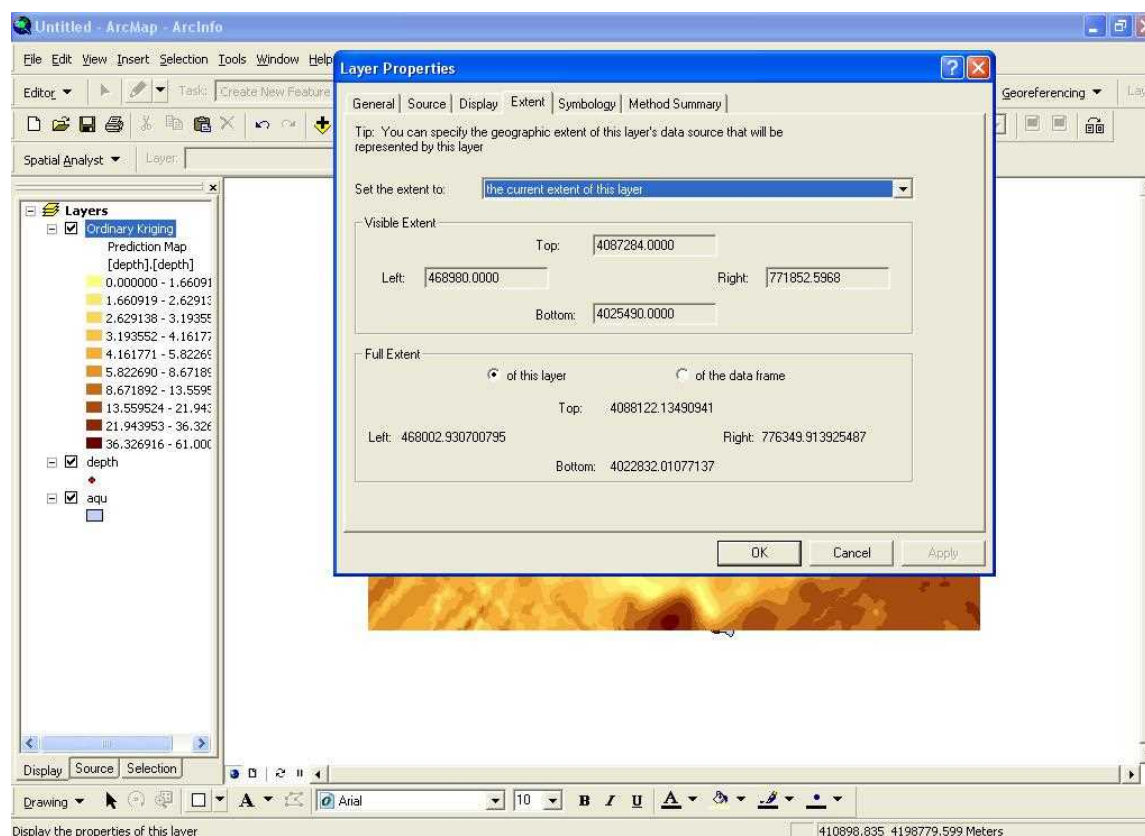 Untitled - ArcMap - ArcInfo
File Edit View Insert Selection Tools Window Help
Editor Task: Create New Feature
Georeferencing
Spatial Analyst Layer:
Layers
Ordinary Kriging
Prediction Map
[depth].[depth]
0.000000 - 1.66091
1.660919 - 2.62913
2.629138 - 3.19355
3.193552 - 4.16177
4.161771 - 5.82269
5.822690 - 8.67189
8.671892 - 13.5595
13.559524 - 21.943
21.943953 - 36.326
36.326916 - 61.000
depth
aqu
Display Source Selection
Layer Properties
General Source Display Extent Symbology Method Summary
Tip: You can specify the geographic extent of this layer's data source that will be
represented by this layer
Set the extent to: the current extent of this layer
Visible Extent
Top: 4087284.0000
Left: 468980.0000 Right: 771852.5968
Bottom: 4025490.0000
Full Extent
of this layer of the data frame
Top: 4088122.13490941
Left: 468002.930700795 Right: 776349.913925487
Bottom: 4022832.01077137
OK Cancel Apply
Drawing A Arial 10 B I U A
Display the properties of this layer 410898.835 4198779.599 Meters